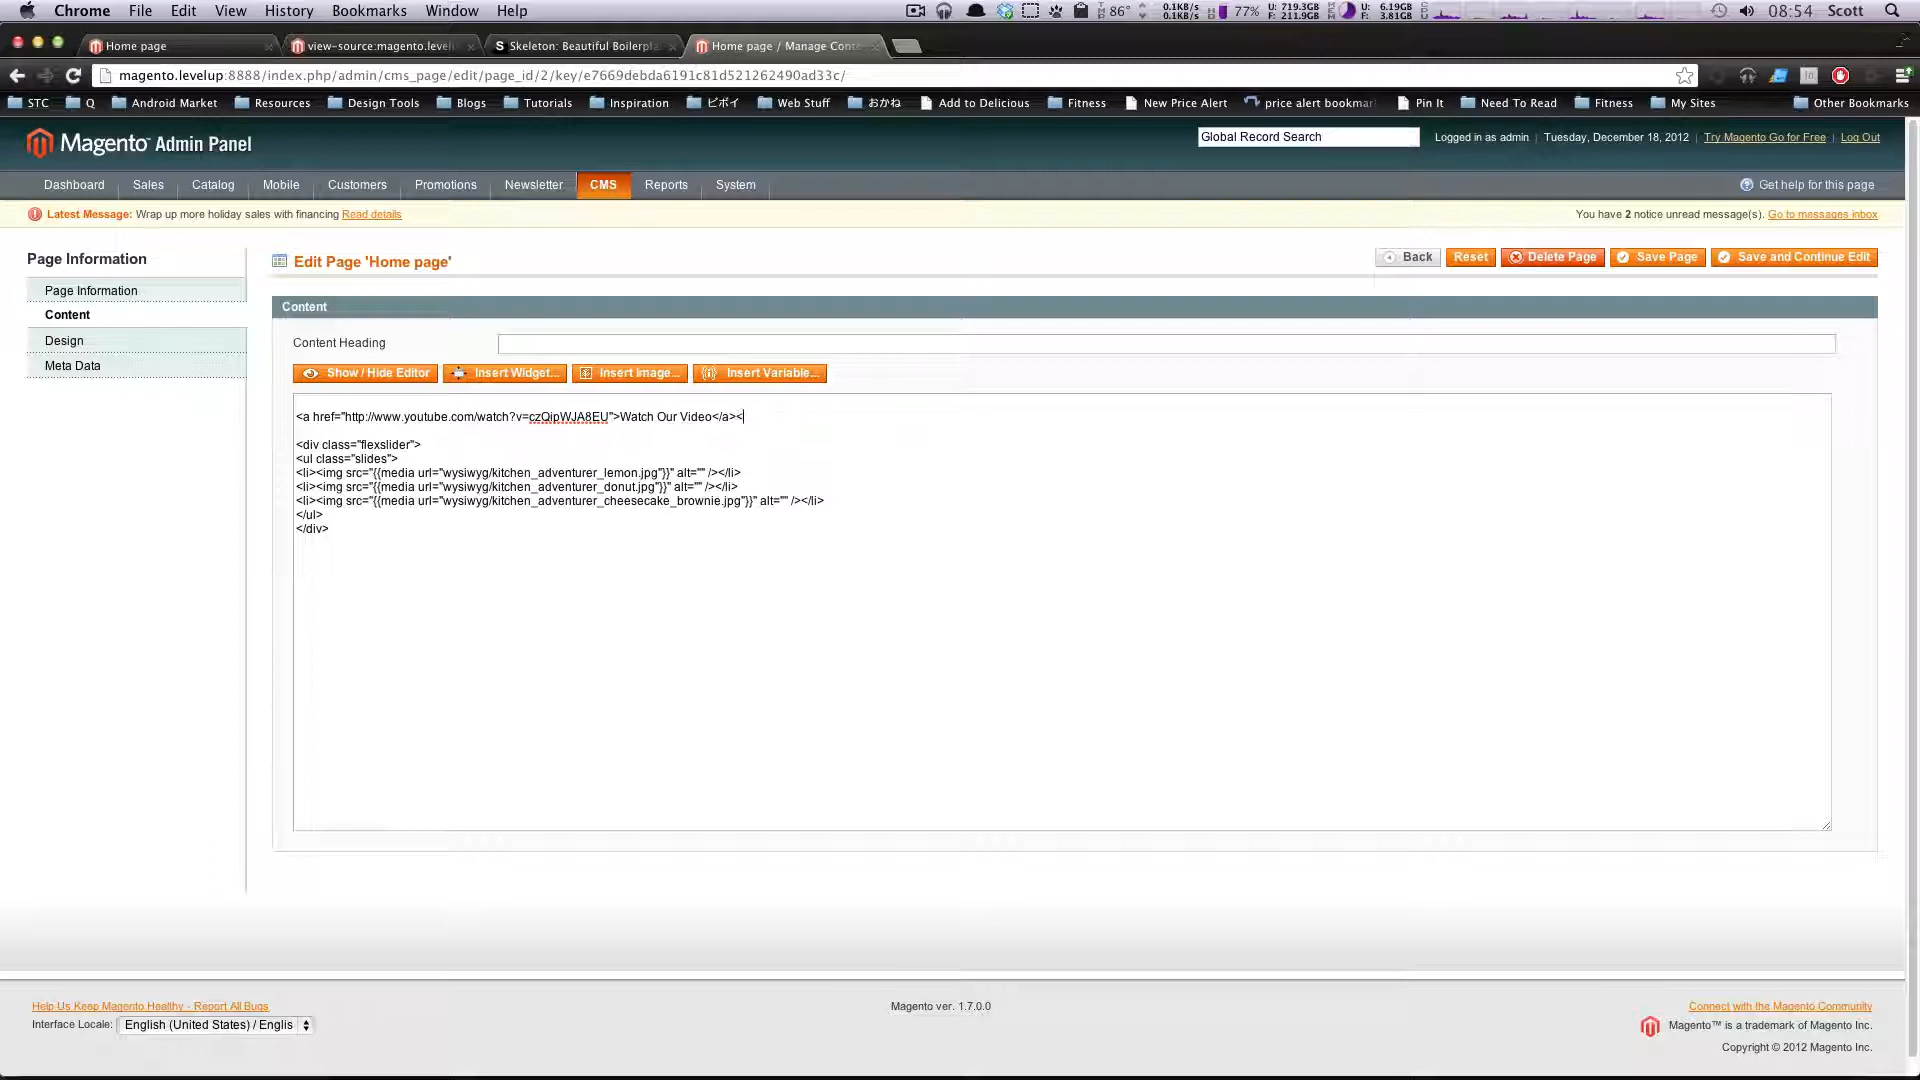 Chrome File Edit View History Bookmarks Window Help 86° 0.1KB/s 0.1KB/s 77% U: 719.3GB F: 211.9GB U: 6.19GB F: 3.81GB 08:54 Scott
Home page view-source:magento.levelu Skeleton: Beautiful Boilerpla Home page / Manage Conte
magento.levelup:8888/index.php/admin/cms_page/edit/page_id/2/key/e7669debda6191c81d521262490ad33c/
STC Q Android Market Resources Design Tools Blogs Tutorials Inspiration ビボイ Web Stuff おかね Add to Delicious Fitness New Price Alert price alert bookmar Pin It Need To Read Fitness My Sites Other Bookmarks
Magento™ Admin Panel Global Record Search Logged in as admin | Tuesday, December 18, 2012 | Try Magento Go for Free | Log Out
Dashboard Sales Catalog Mobile Customers Promotions Newsletter CMS Reports System Get help for this page
Latest Message: Wrap up more holiday sales with financing Read details You have 2 notice unread message(s). Go to messages inbox
Page Information
Page Information
Content
Design
Meta Data
Edit Page 'Home page' Back Reset Delete Page Save Page Save and Continue Edit
Content
Content Heading
Show / Hide Editor Insert Widget... Insert Image... Insert Variable...
<a href="http://www.youtube.com/watch?v=czQipWJA8EU">Watch Our Video</a><
<div class="flexslider">
<ul class="slides">
<li><img src="{{media url="wysiwyg/kitchen_adventurer_lemon.jpg"}}" alt="" /></li>
<li><img src="{{media url="wysiwyg/kitchen_adventurer_donut.jpg"}}" alt="" /></li>
<li><img src="{{media url="wysiwyg/kitchen_adventurer_cheesecake_brownie.jpg"}}" alt="" /></li>
</ul>
</div>
Help Us Keep Magento Healthy - Report All Bugs Magento ver. 1.7.0.0 Connect with the Magento Community
Interface Locale: English (United States) / Englis Magento™ is a trademark of Magento Inc.
Copyright © 2012 Magento Inc.